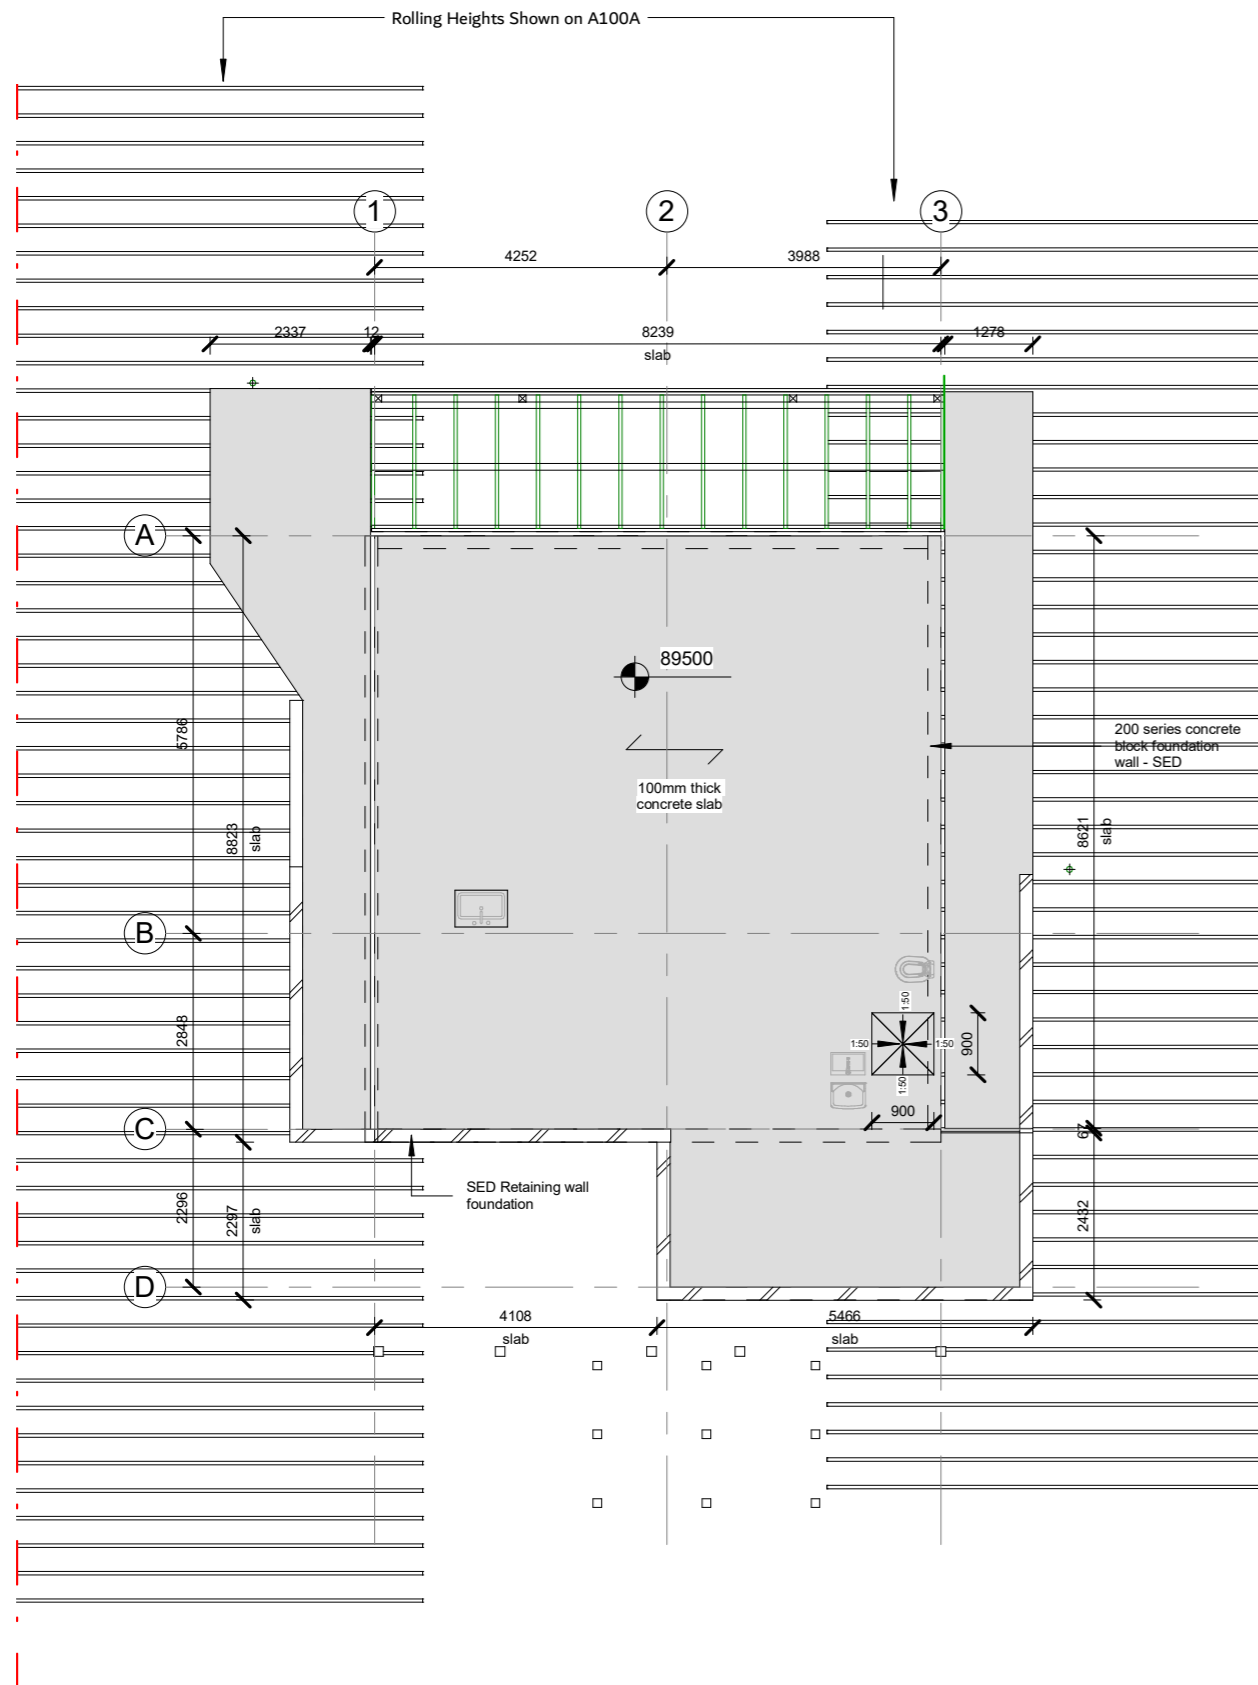 Rolling Heights Shown on A100A
1
2
3
4252
3988
2337
12
8239
1278
slab
A
89500
5786
100mm thick
concrete slab
200 series concrete
block foundation
wall - SED
8823
slab
8621
slab
B
2848
1:50
1:50
1:50
1:50
900
900
C
67
SED Retaining wall
foundation
2296
2297
slab
2432
D
4108
slab
5466
slab